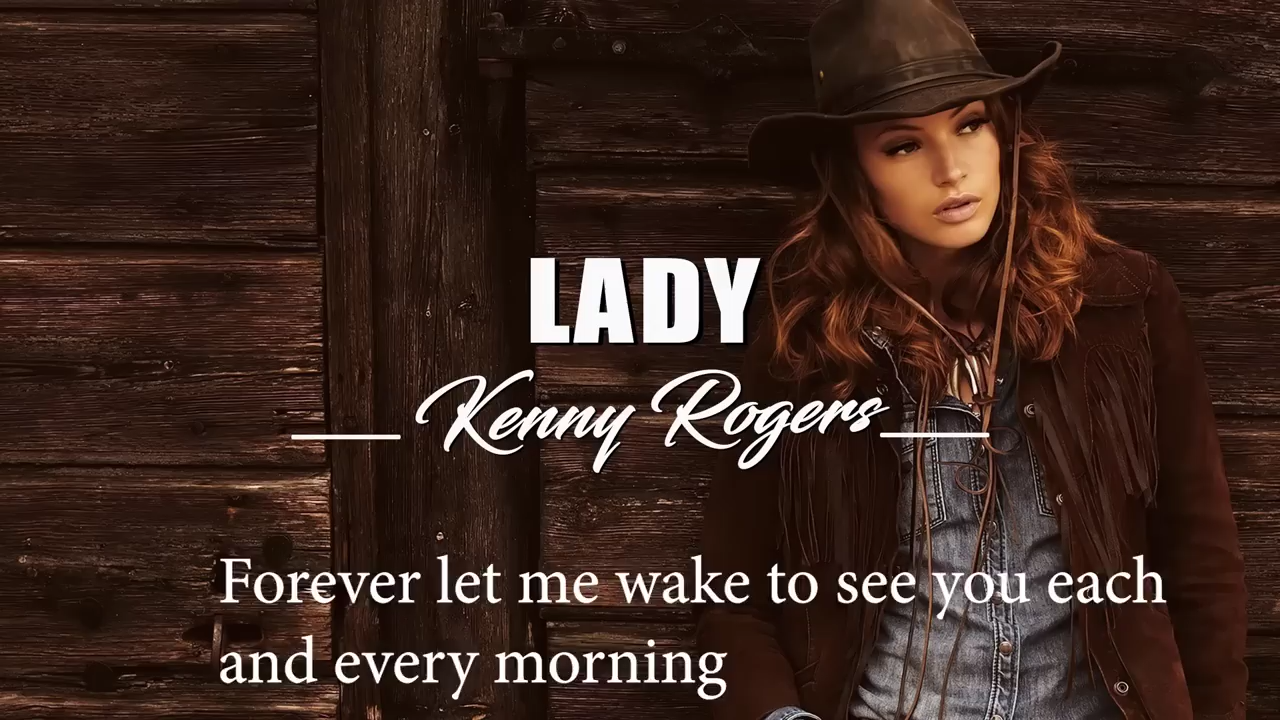 LADY
Kenny Rogers
Forever let me wake to see you each
and every morning